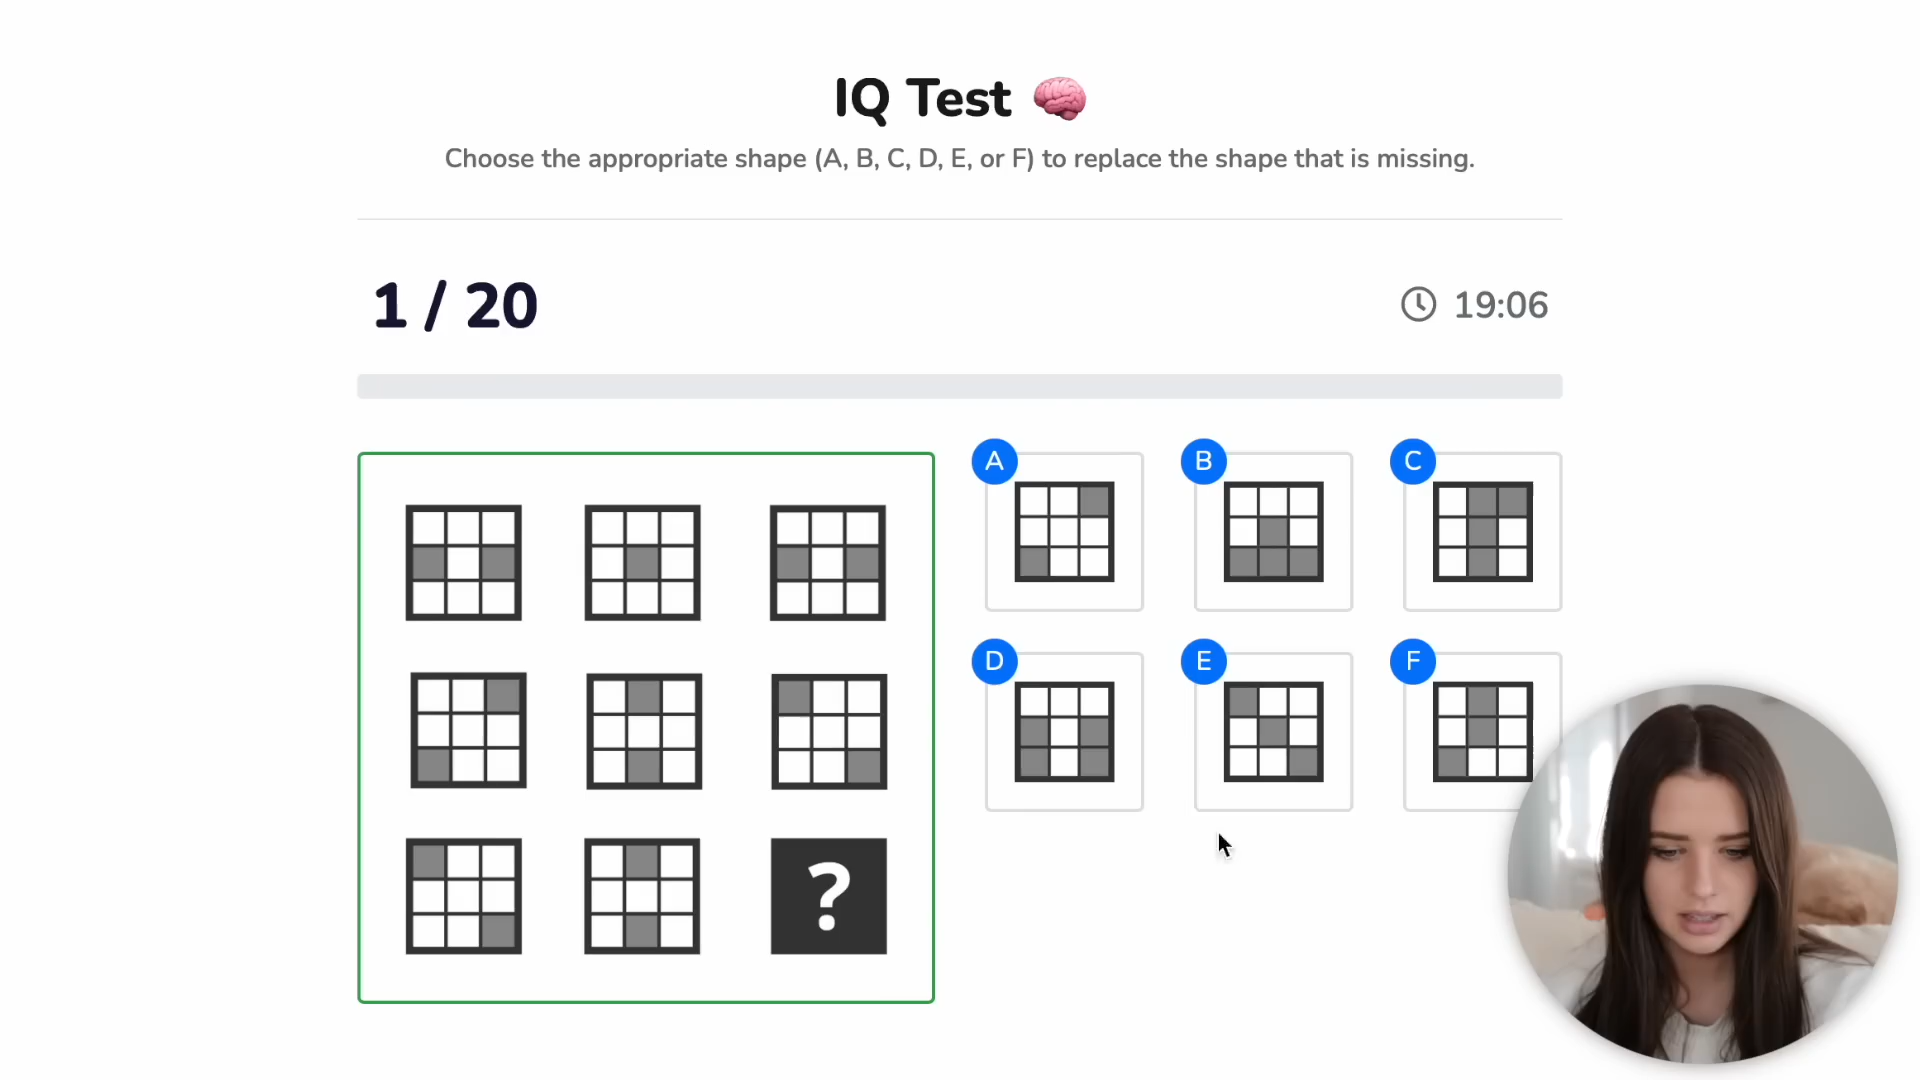 IQ Test
Choose the appropriate shape (A, B, C, D, E, or F) to replace the shape that is missing.
1 / 20
19:06
A
B
C
D
E
F
?